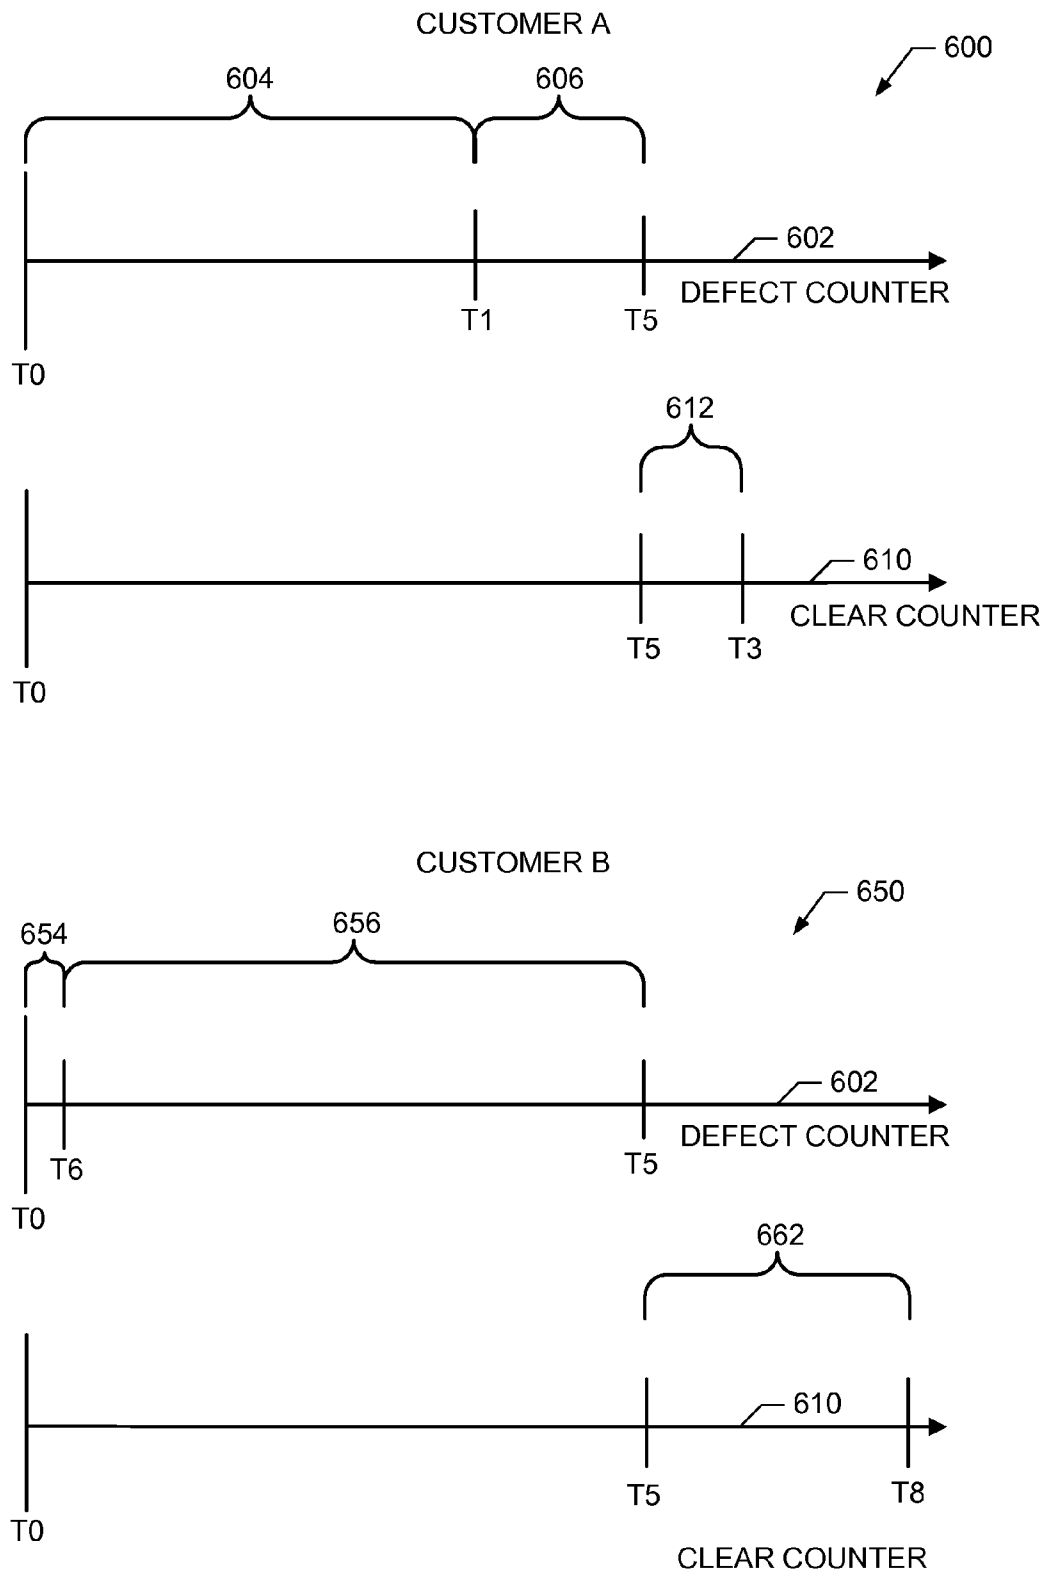 CUSTOMER A
600
604
606
602
DEFECT COUNTER
T1
T5
T0
612
610
CLEAR COUNTER
T5
T3
T0
CUSTOMER B
650
654
656
602
DEFECT COUNTER
T6
T5
T0
662
610
T5
T8
T0
CLEAR COUNTER